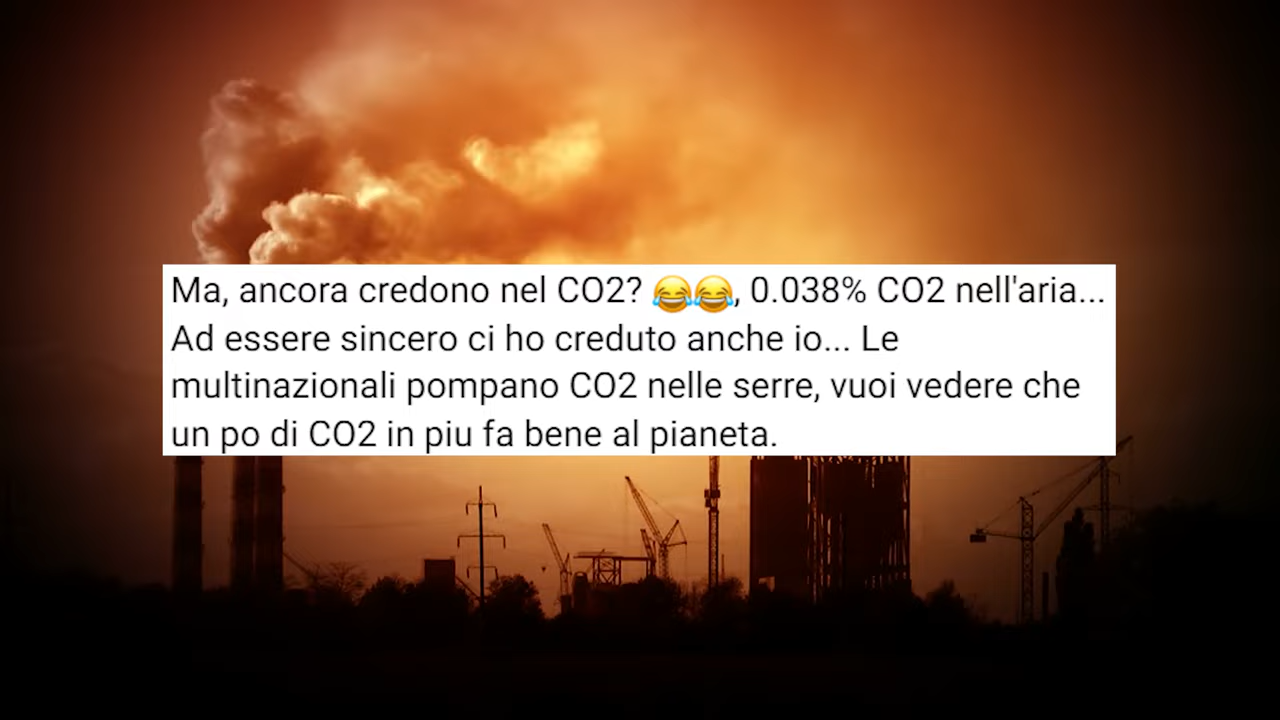 Ma, ancora credono nel CO2? 😂😂, 0.038% CO2 nell'aria...
Ad essere sincero ci ho creduto anche io... Le
multinazionali pompano CO2 nelle serre, vuoi vedere che
un po di CO2 in piu fa bene al pianeta.